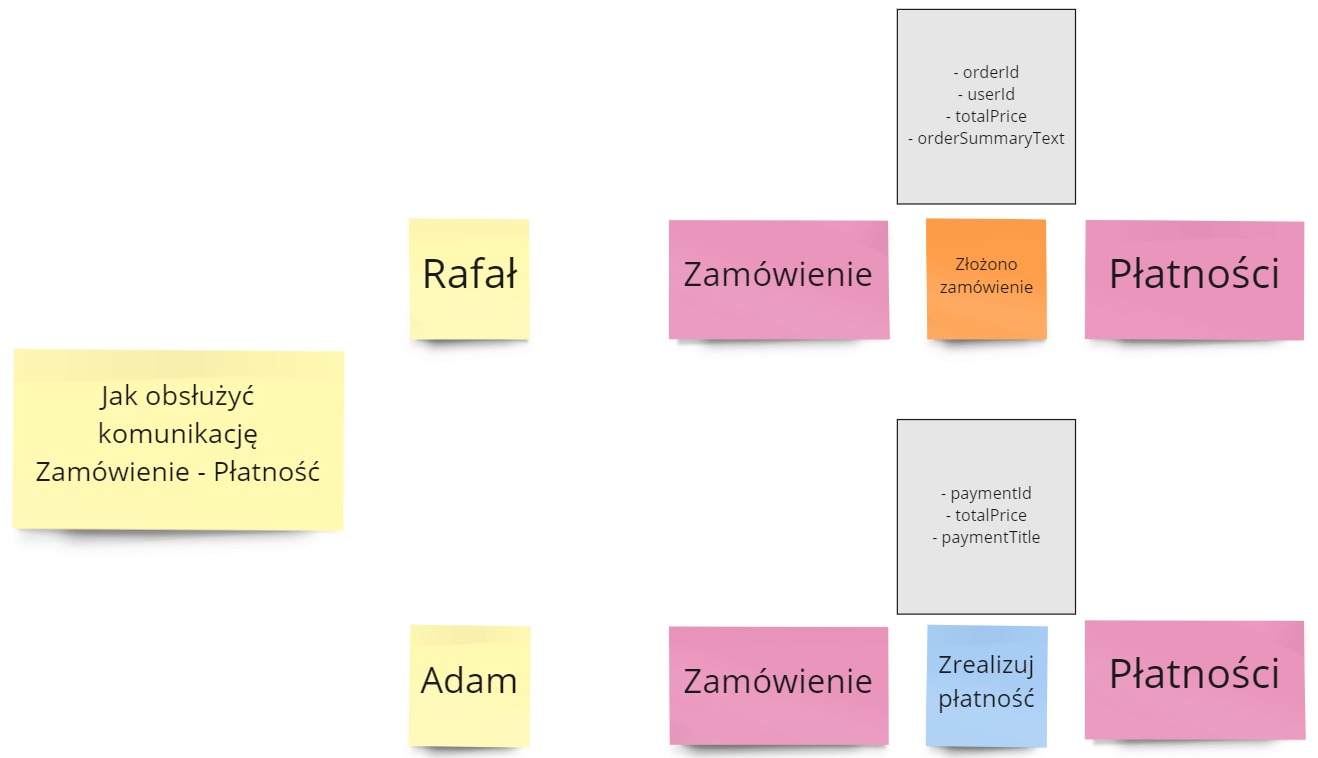 - orderId
- userId
- totalPrice
- orderSummaryText
Rafał
Zamówienie
Złożono
zamówienie
Płatności
Jak obsłużyć
komunikację
Zamówienie - Płatność
- paymentId
- totalPrice
- paymentTitle
Adam
Zamówienie
Zrealizuj
płatność
Płatności